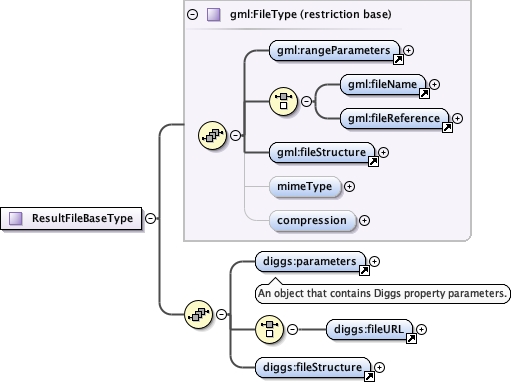 gml:FileType (restriction base)
gml:rangeParameters
gml:fileName
gml:fileReference
gml:fileStructure
mimeType
compression
ResultFileBaseType
diggs:parameters
An object that contains Diggs property parameters.
diggs:fileURL
diggs:fileStructure